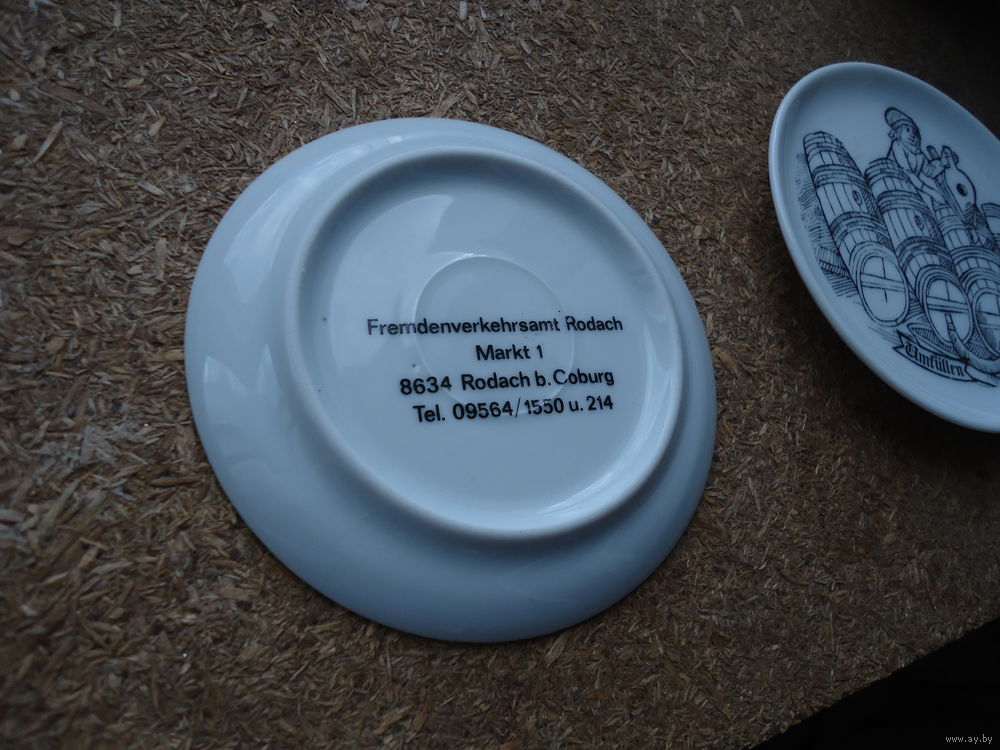 Fremdenverkehrsamt Rodach
Markt 1
8634 Rodach b. Coburg
Tel. 09564/1550 u. 214
Umfüllen
www.ay.by